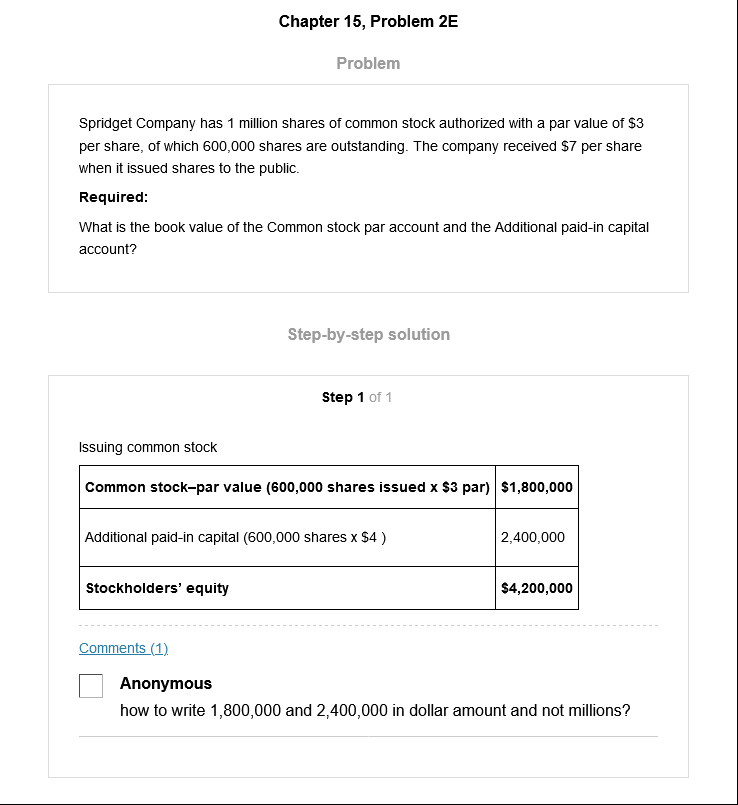 Chapter 15, Problem 2E
Problem
Spridget Company has 1 million shares of common stock authorized with a par value of $3
per share, of which 600,000 shares are outstanding. The company received $7 per share
when it issued shares to the public.
Required:
What is the book value of the Common stock par account and the Additional paid-in capital
account?
Step-by-step solution
Step 1 of 1
Issuing common stock
Common stock–par value (600,000 shares issued x $3 par) $1,800,000
Additional paid-in capital (600,000 shares x $4 ) 2,400,000
Stockholders’ equity $4,200,000
Comments (1)
Anonymous
how to write 1,800,000 and 2,400,000 in dollar amount and not millions?